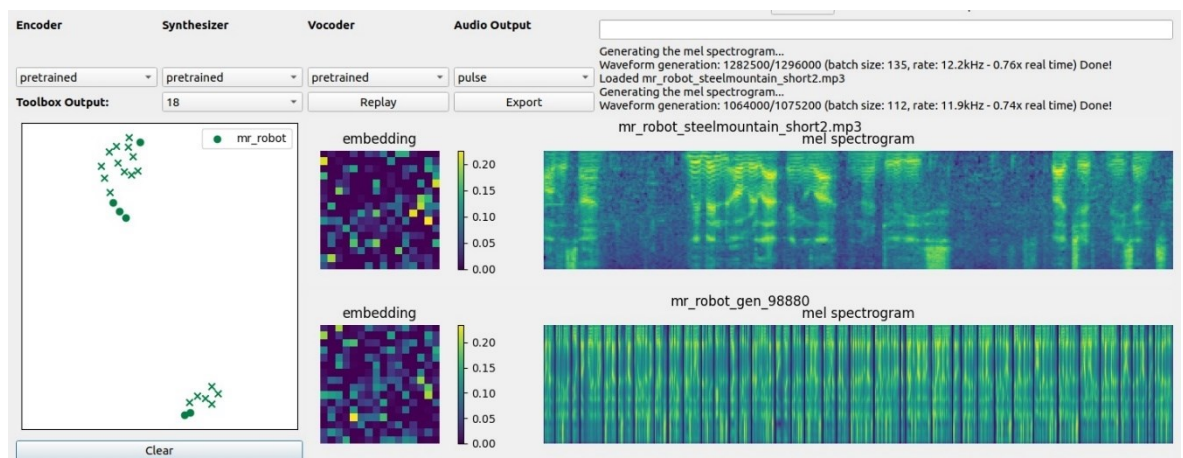 Encoder Synthesizer Vocoder Audio Output
Generating the mel spectrogram...
Waveform generation: 1282500/1296000 (batch size: 135, rate: 12.2kHz - 0.76x real time) Done!
pretrained pretrained pretrained pulse
Loaded mr_robot_steelmountain_short2.mp3
Generating the mel spectrogram...
Toolbox Output: 18 Replay Export
Waveform generation: 1064000/1075200 (batch size: 112, rate: 11.9kHz - 0.74x real time) Done!
mr_robot
mr_robot_steelmountain_short2.mp3
embedding
mel spectrogram
0.20
0.15
0.10
0.05
0.00
mr_robot_gen_98880
embedding
mel spectrogram
0.20
0.15
0.10
0.05
0.00
Clear